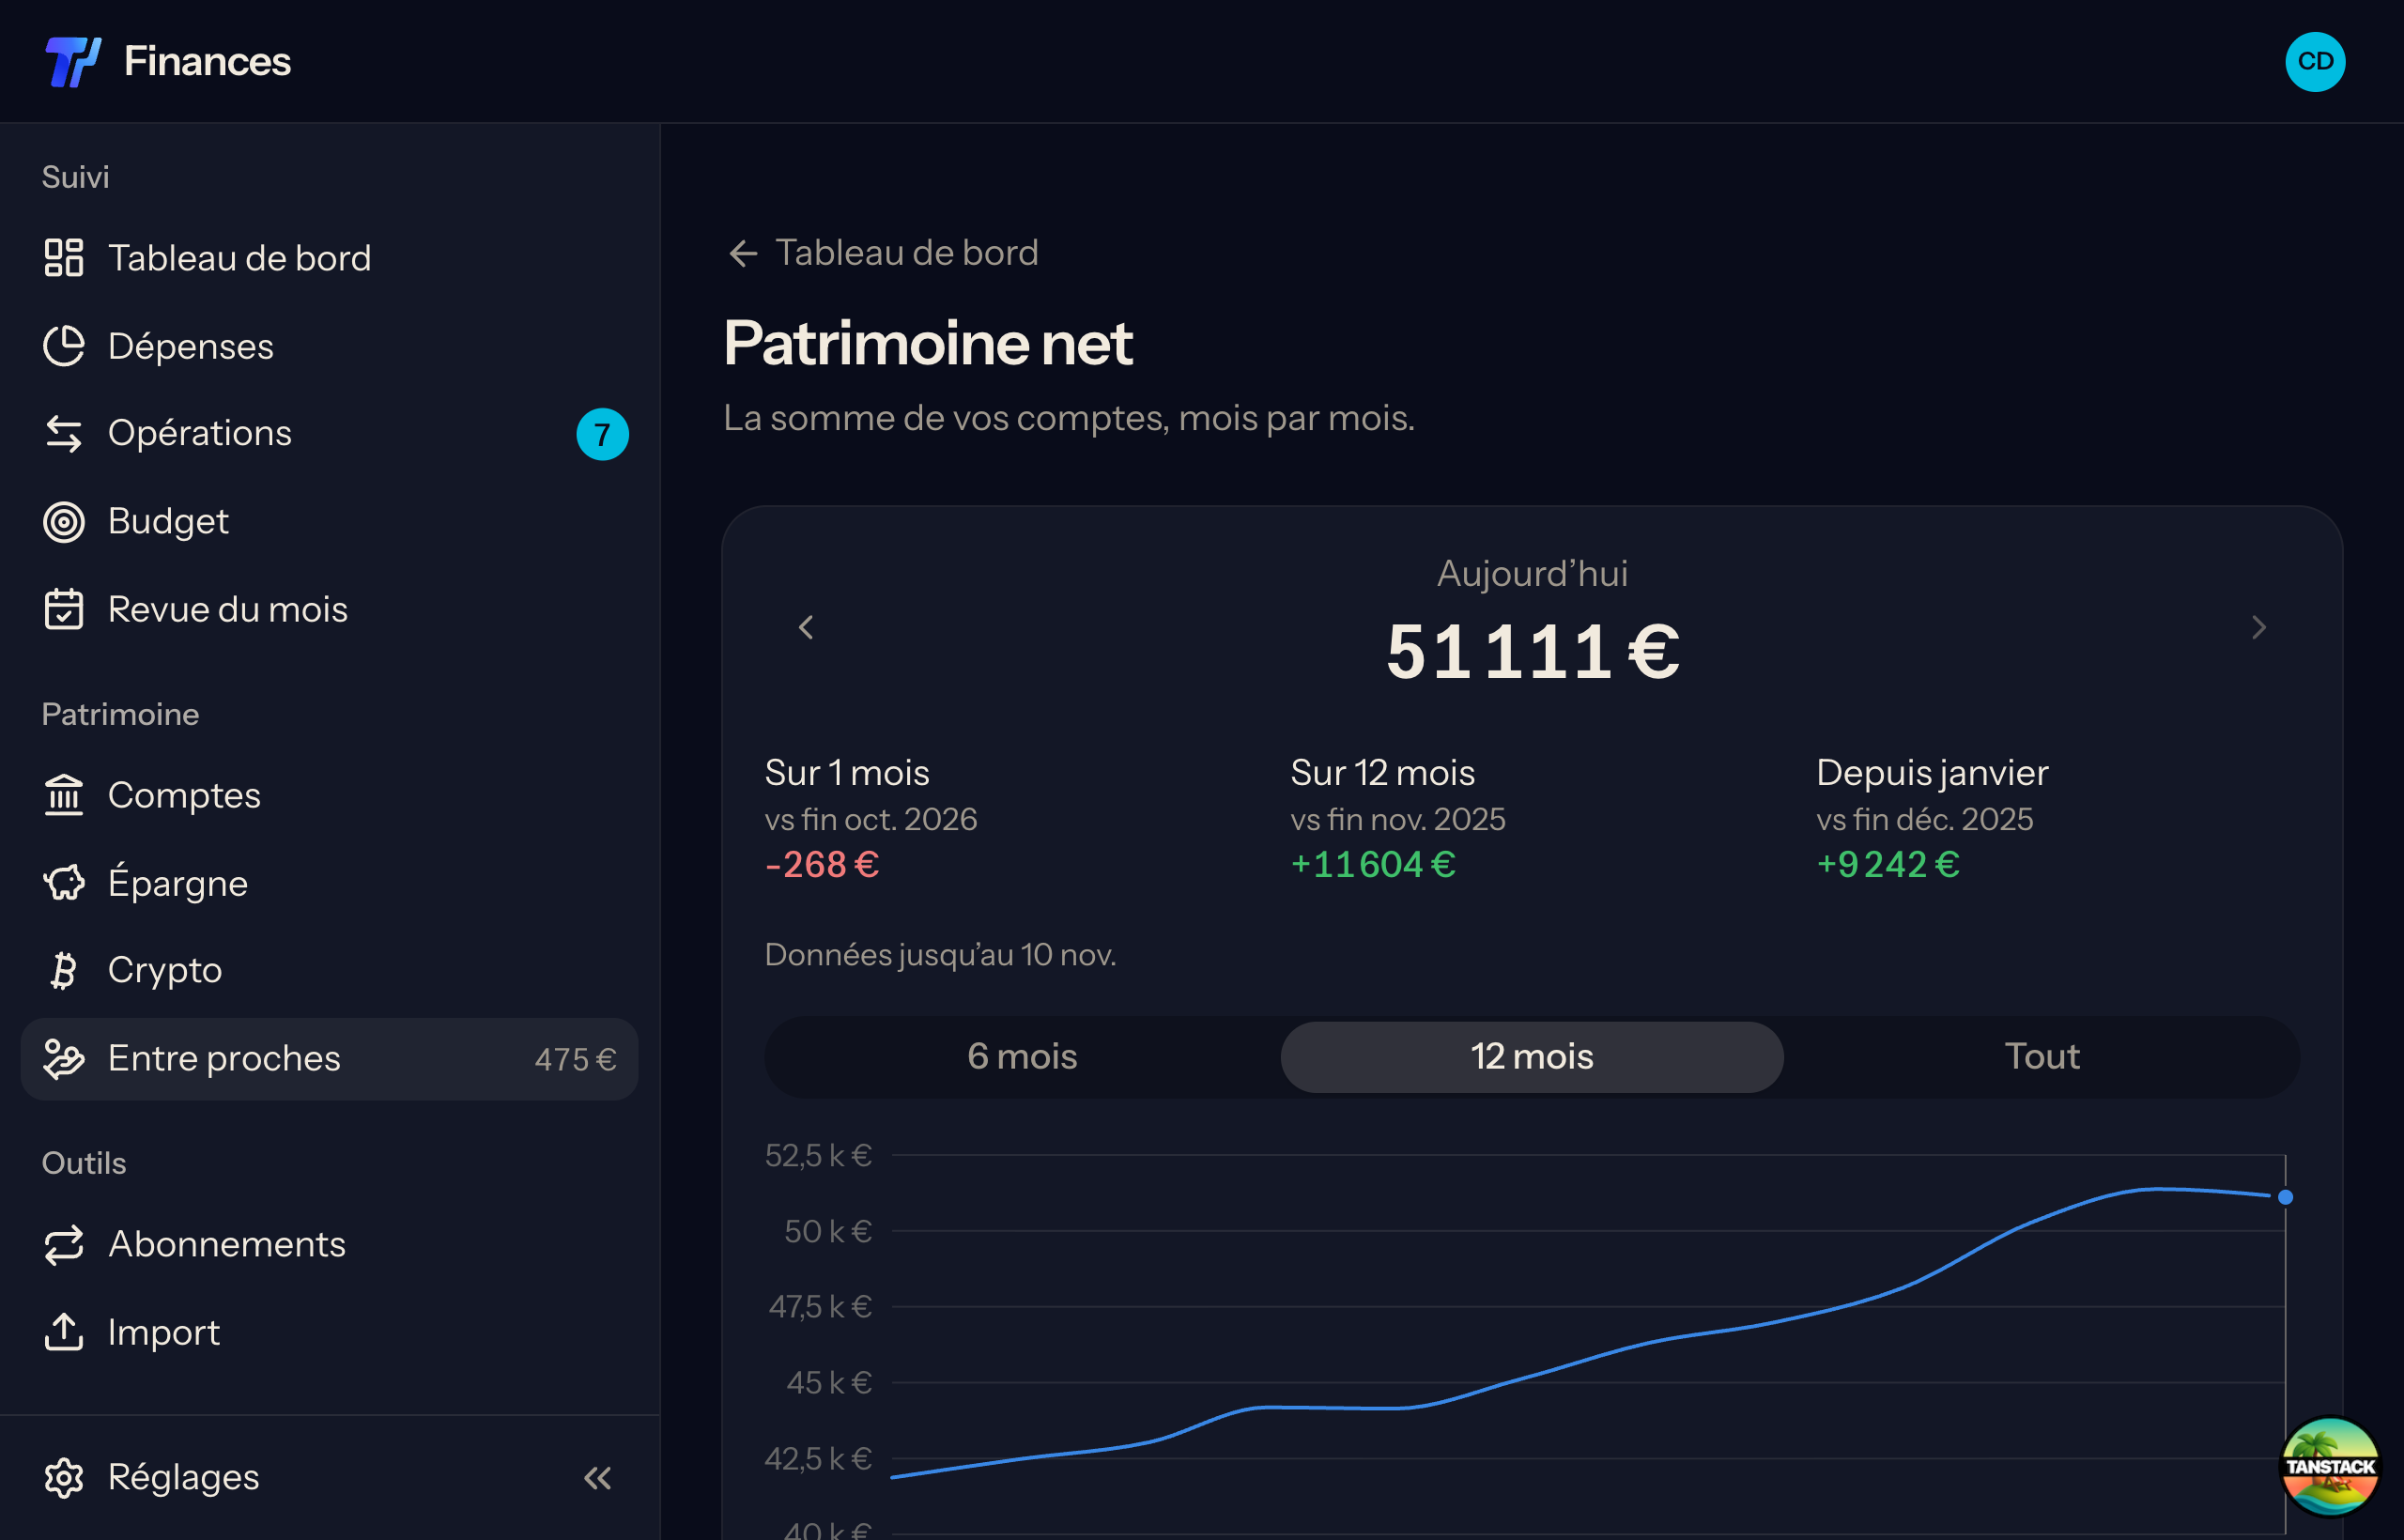 Finances
CD
Suivi
Tableau de bord
Dépenses
Opérations 7
Budget
Revue du mois
Patrimoine
Comptes
Épargne
Crypto
Entre proches 475 €
Outils
Abonnements
Import
Réglages
Tableau de bord
Patrimoine net
La somme de vos comptes, mois par mois.
Aujourd’hui
51 111 €
Sur 1 mois
vs fin oct. 2026
-268 €
Sur 12 mois
vs fin nov. 2025
+11 604 €
Depuis janvier
vs fin déc. 2025
+9 242 €
Données jusqu’au 10 nov.
6 mois 12 mois Tout
52,5 k €
50 k €
47,5 k €
45 k €
42,5 k €
40 k €
TANSTACK